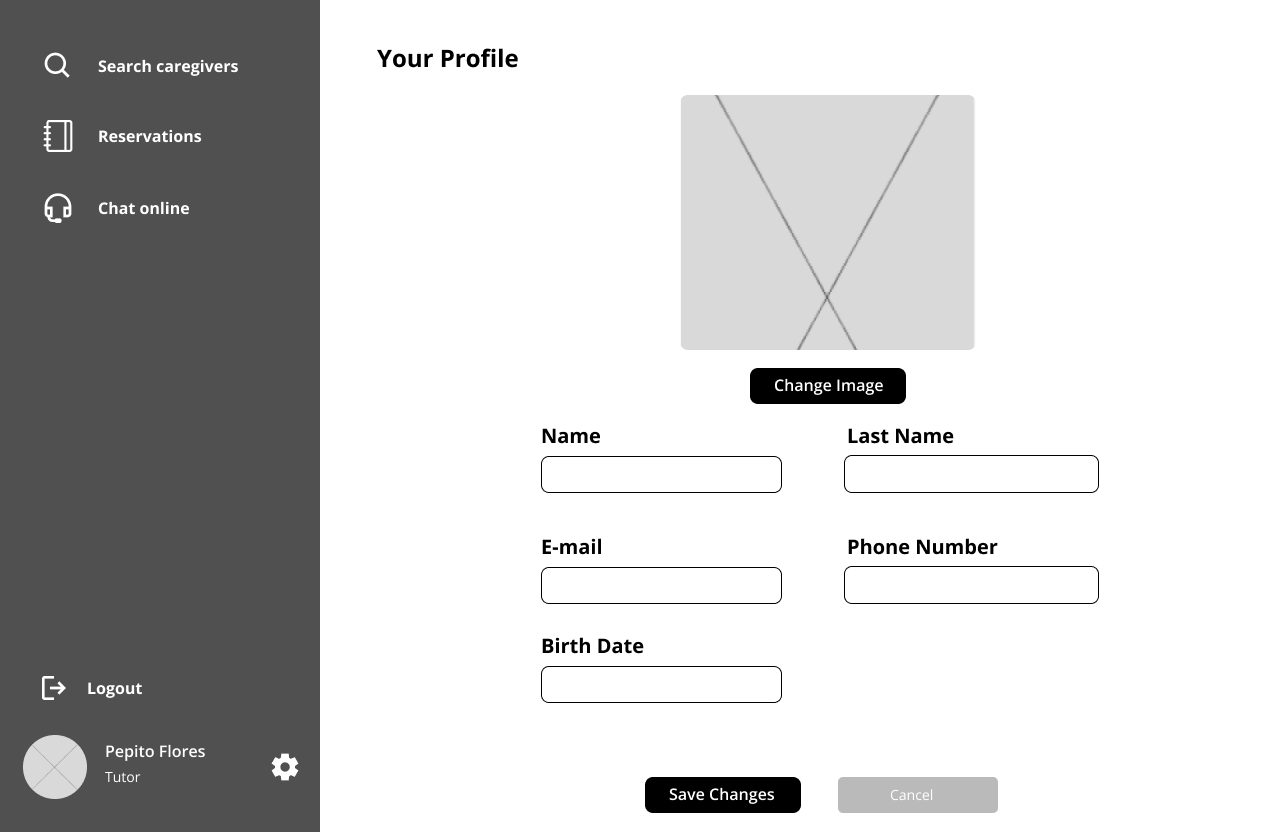 Search caregivers
Reservations
Chat online
Logout
Pepito Flores
Tutor
Your Profile
Change Image
Name
Last Name
E-mail
Phone Number
Birth Date
Save Changes
Cancel